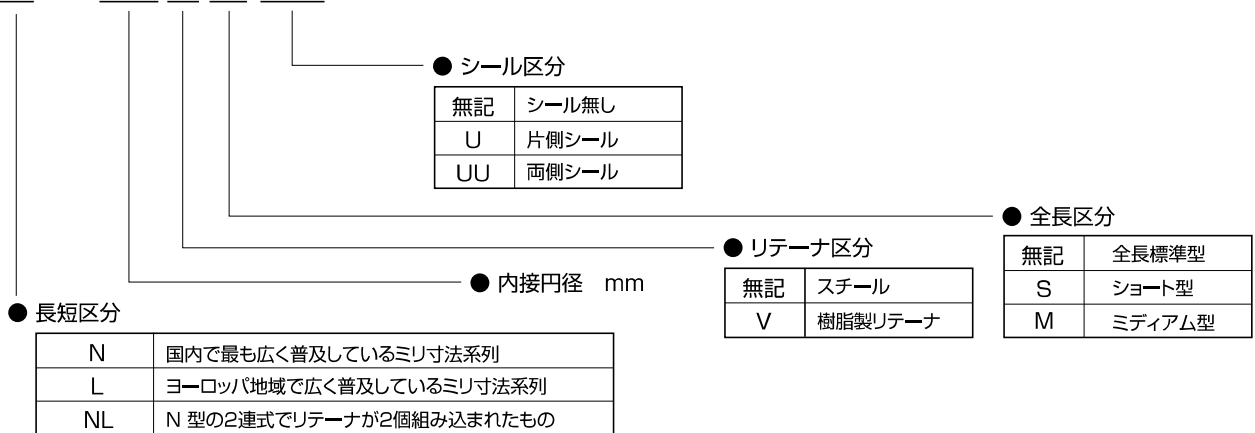 ● シール区分
無記 シール無し
U 片側シール
UU 両側シール
● 全長区分
無記 全長標準型
S ショート型
M ミディアム型
● リテーナ区分
無記 スチール
V 樹脂製リテーナ
● 内接円径 mm
● 長短区分
N 国内で最も広く普及しているミリ寸法系列
L ヨーロッパ地域で広く普及しているミリ寸法系列
NL N 型の2連式でリテーナが2個組み込まれたもの